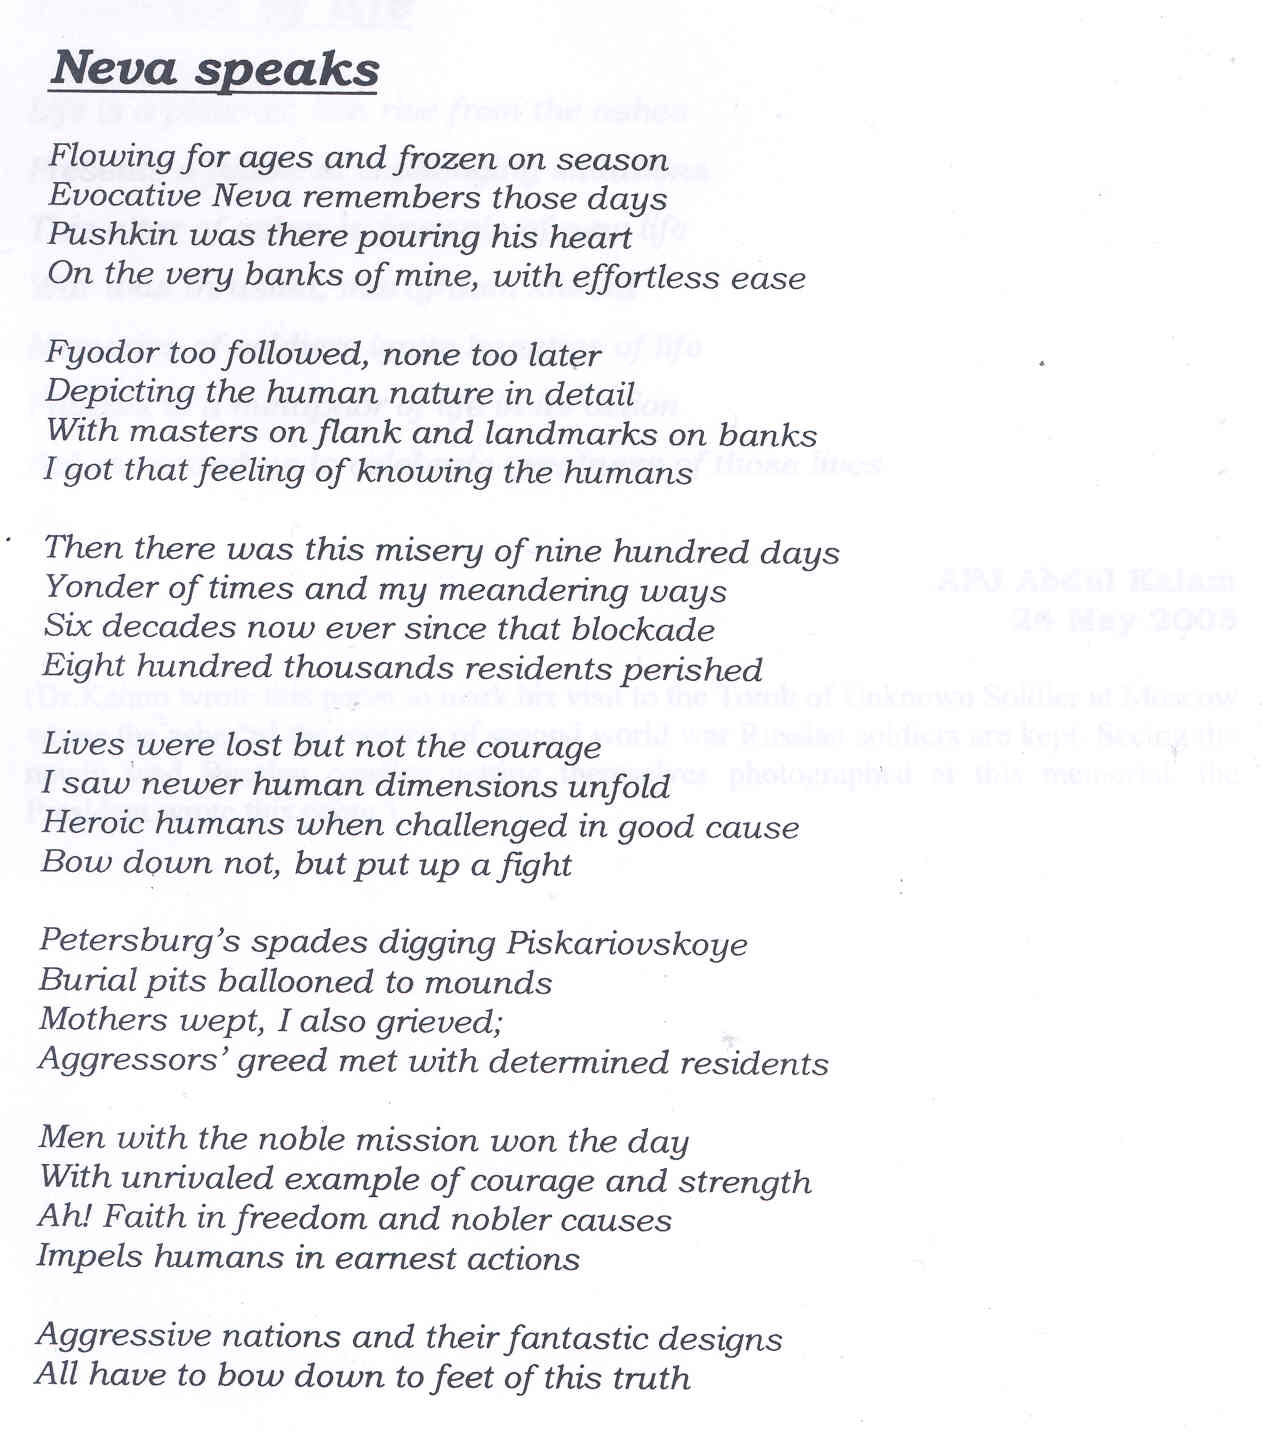 Neva speaks
Flowing for ages and frozen on season
Evocative Neva remembers those days
Pushkin was there pouring his heart
On the very banks of mine, with effortless ease
Fyodor too followed, none too later
Depicting the human nature in detail
With masters on flank and landmarks on banks
I got that feeling of knowing the humans
Then there was this misery of nine hundred days
Yonder of times and my meandering ways
Six decades now ever since that blockade
Eight hundred thousands residents perished
Lives were lost but not the courage
I saw newer human dimensions unfold
Heroic humans when challenged in good cause
Bow down not, but put up a fight
Petersburg's spades digging Piskariovskoye
Burial pits ballooned to mounds
Mothers wept, I also grieved;
Aggressors' greed met with determined residents
Men with the noble mission won the day
With unrivaled example of courage and strength
Ah! Faith in freedom and nobler causes
Impels humans in earnest actions
Aggressive nations and their fantastic designs
All have to bow down to feet of this truth